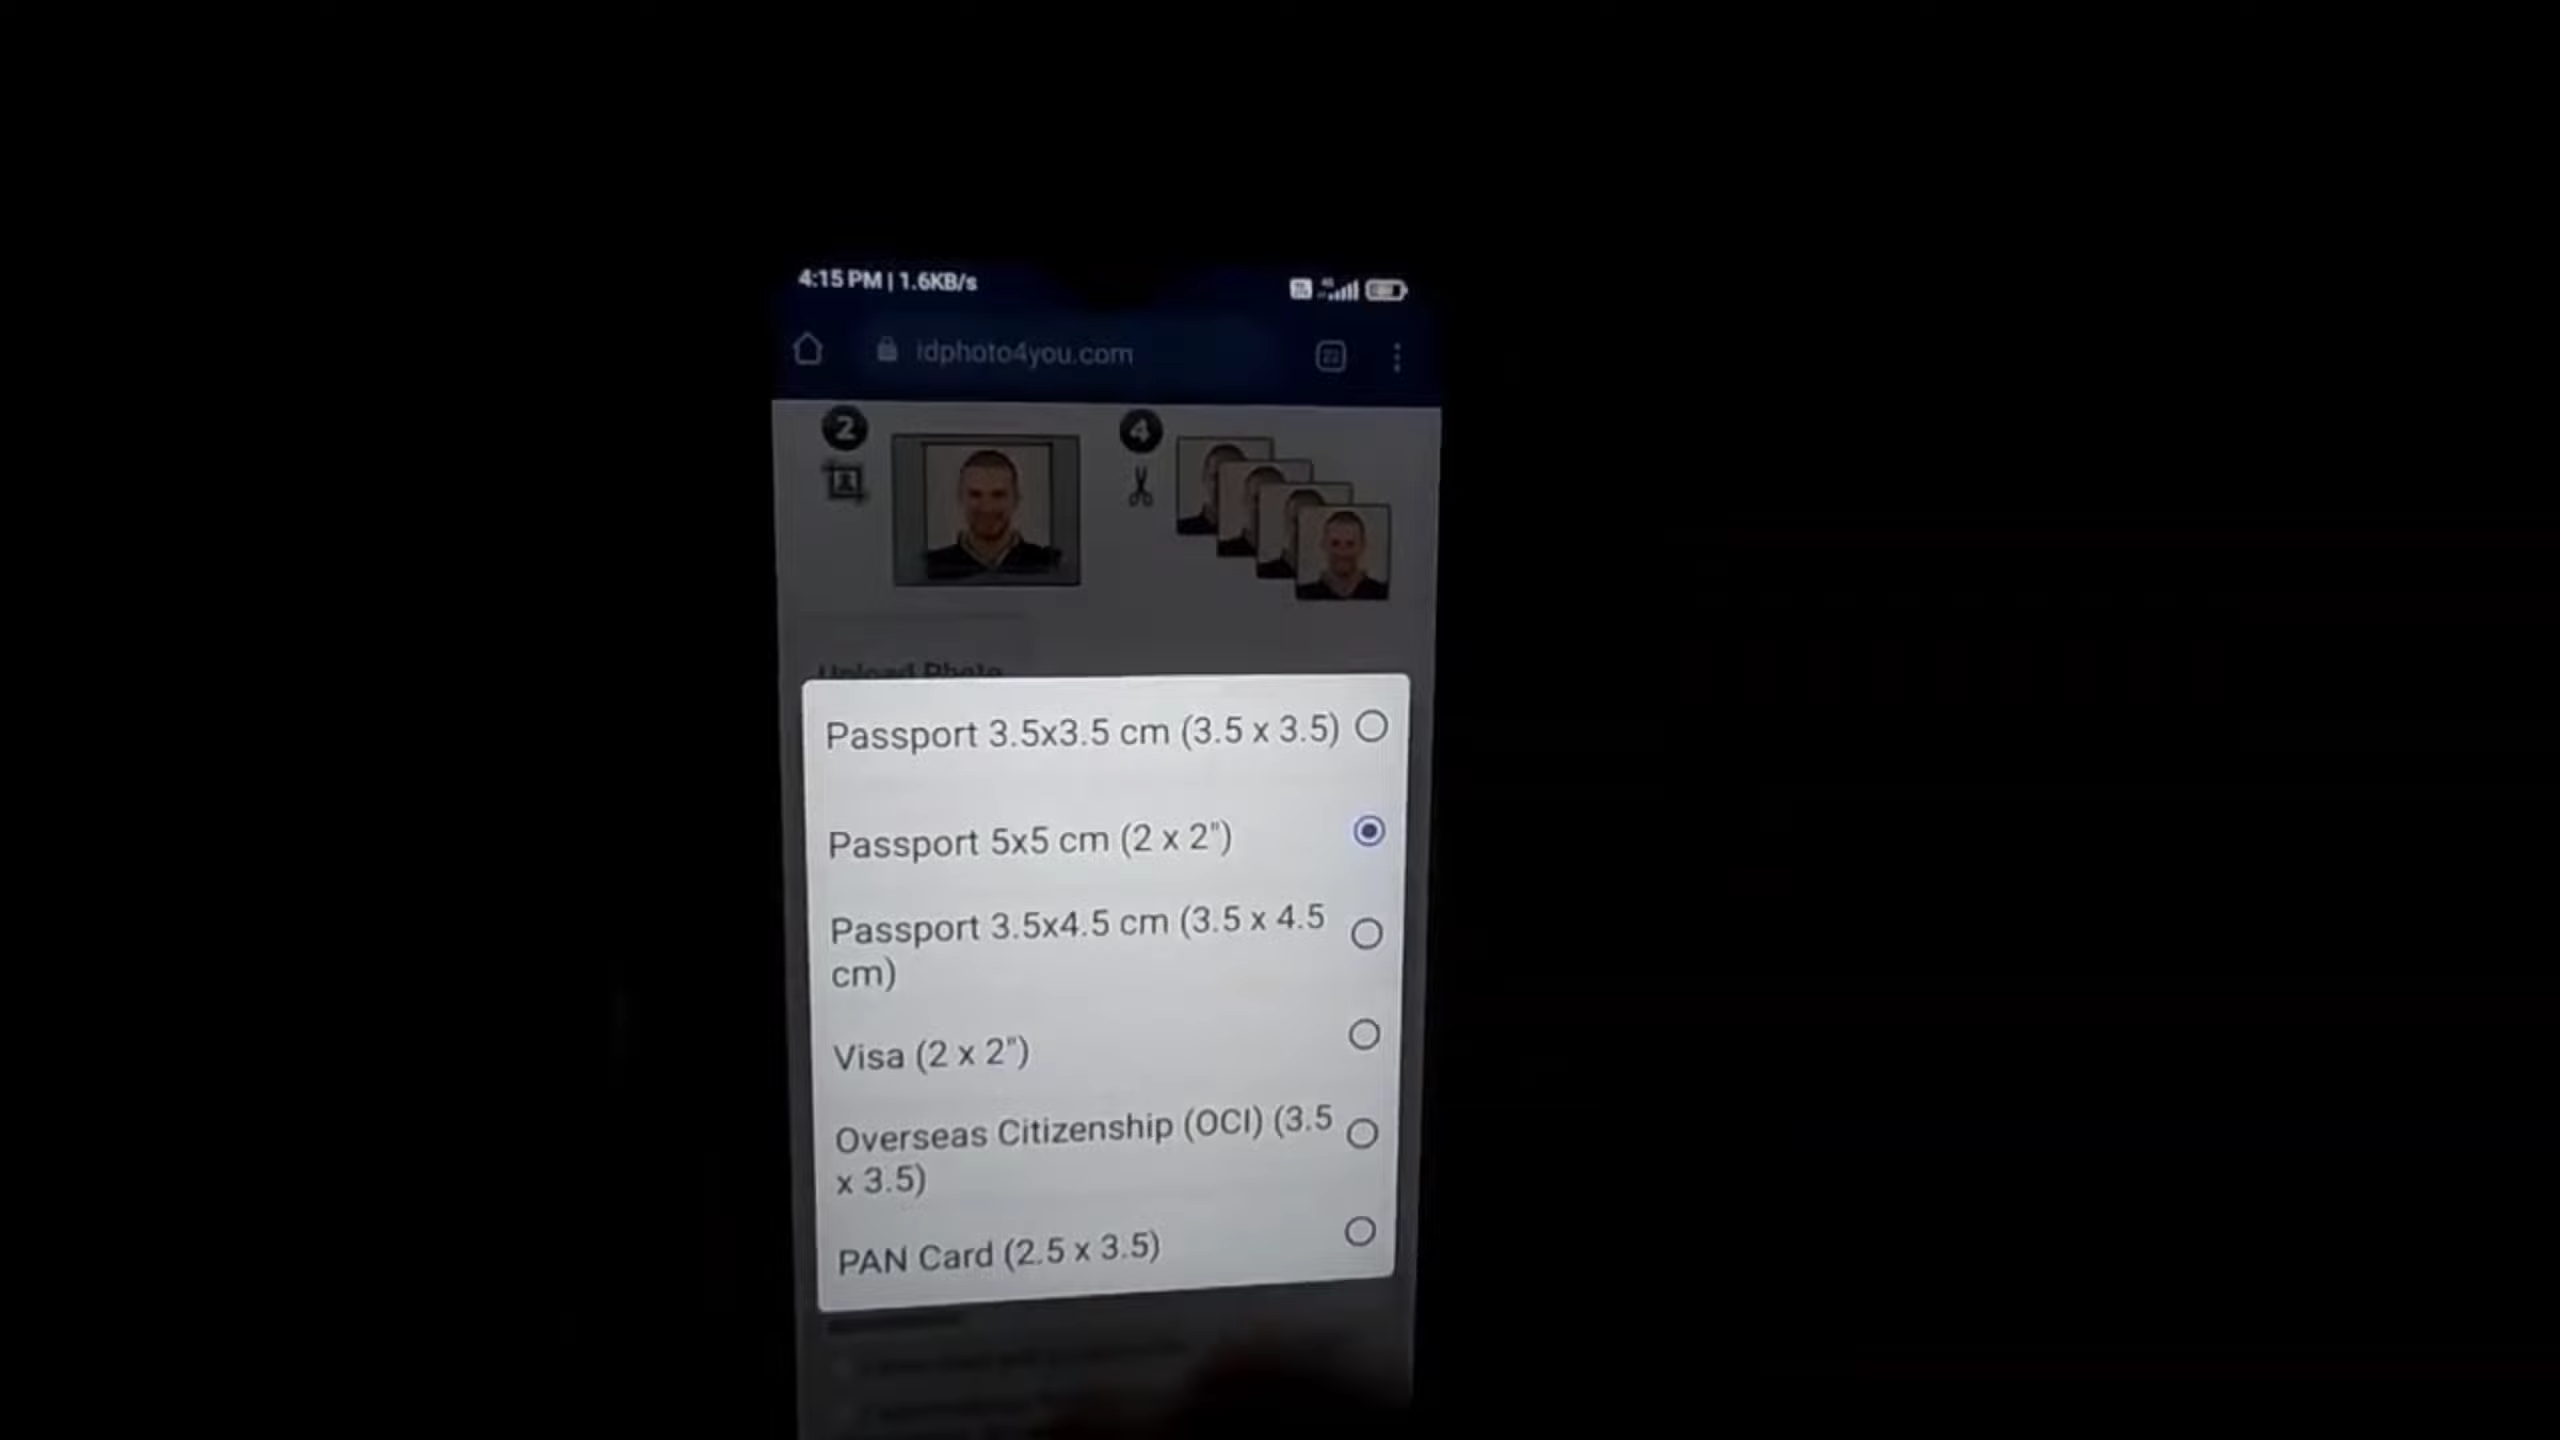 4:15 PM | 1.6KB/s
idphoto4you.com
22
2
4
Upload Photo
Passport 3.5x3.5 cm (3.5 x 3.5)
Passport 5x5 cm (2 x 2")
Passport 3.5x4.5 cm (3.5 x 4.5
cm)
Visa (2 x 2")
Overseas Citizenship (OCI) (3.5
x 3.5)
PAN Card (2.5 x 3.5)